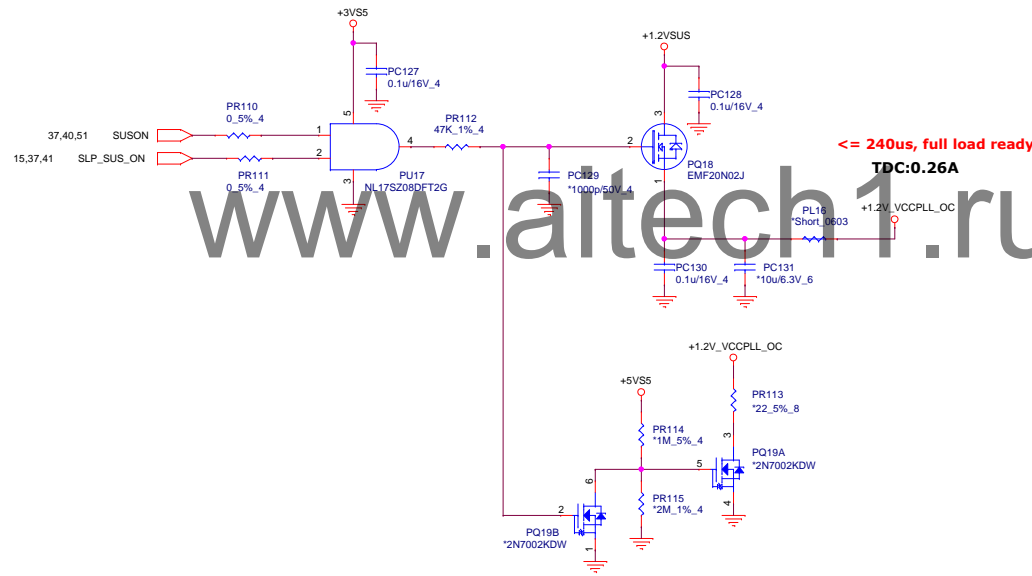 +3VS5
PC127
0.1u/16V_4
+1.2VSUS
PC128
0.1u/16V_4
PR110
0_5%_4
37,40,51 SUSON
15,37,41 SLP_SUS_ON
PR111
0_5%_4
5
1
2
4
3
PU17
NL17SZ08DFT2G
PR112
47K_1%_4
PC129
*1000p/50V_4
3
2
1
PQ18
EMF20N02J
<= 240us, full load ready
TDC:0.26A
PL16
*Short_0603
+1.2V_VCCPLL_OC
www.aitech1.ru
PC130
0.1u/16V_4
PC131
*10u/6.3V_6
+1.2V_VCCPLL_OC
+5VS5
PR113
*22_5%_8
PR114
*1M_5%_4
3
5
4
PQ19A
*2N7002KDW
PR115
*2M_1%_4
6
2
1
PQ19B
*2N7002KDW